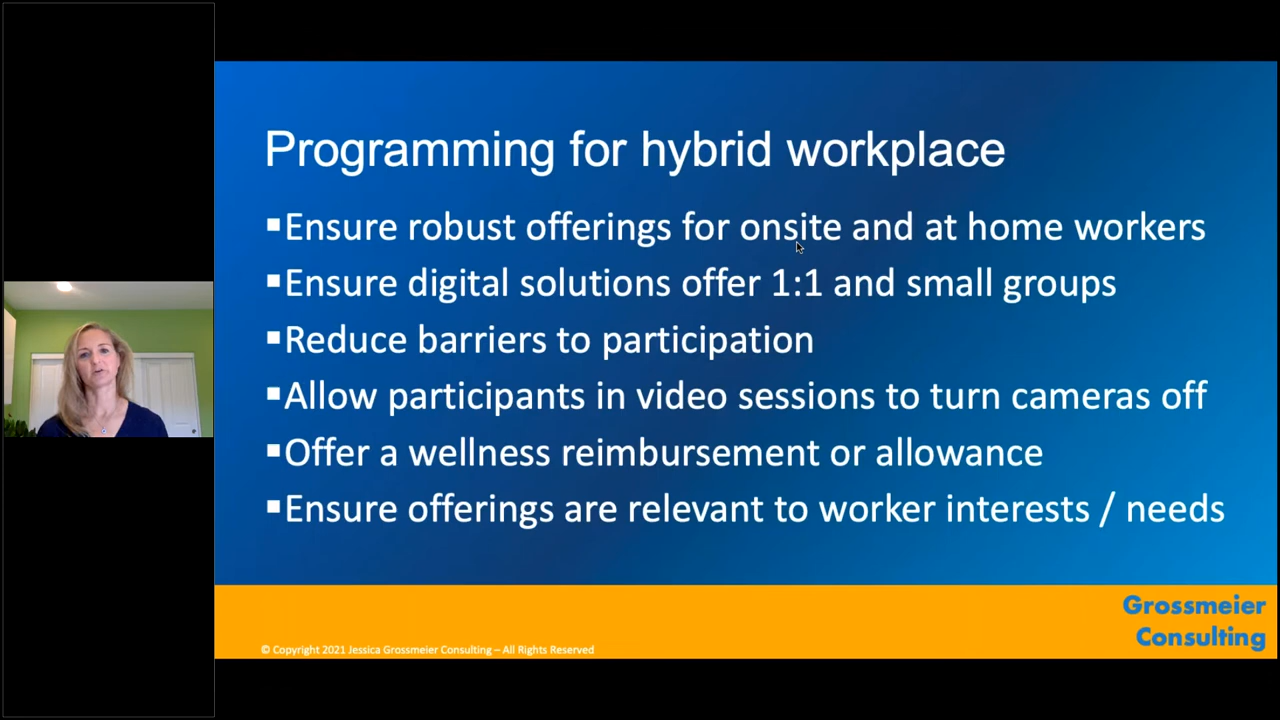 Programming for hybrid workplace
▪Ensure robust offerings for onsite and at home workers
▪Ensure digital solutions offer 1:1 and small groups
▪Reduce barriers to participation
▪Allow participants in video sessions to turn cameras off
▪Offer a wellness reimbursement or allowance
▪Ensure offerings are relevant to worker interests / needs
Grossmeier
Consulting
© Copyright 2021 Jessica Grossmeier Consulting – All Rights Reserved